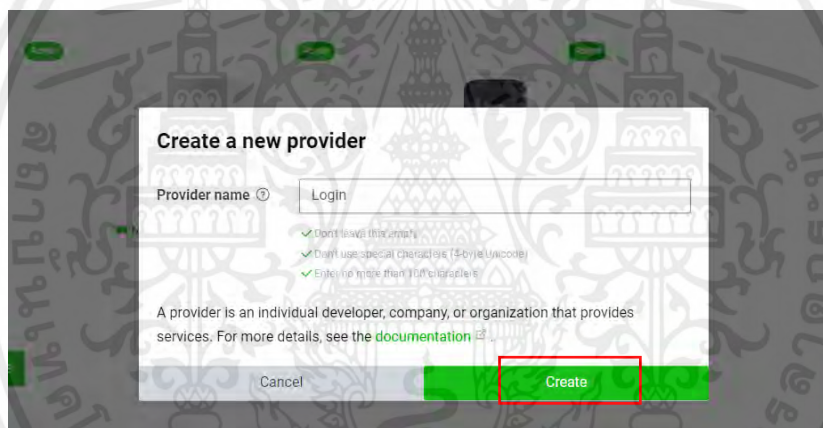 Create a new provider
Provider name
Login
Don't leave this empty
Don't use special characters (4-byte Unicode)
Enter no more than 100 characters
A provider is an individual developer, company, or organization that provides
services. For more details, see the documentation .
Cancel
Create